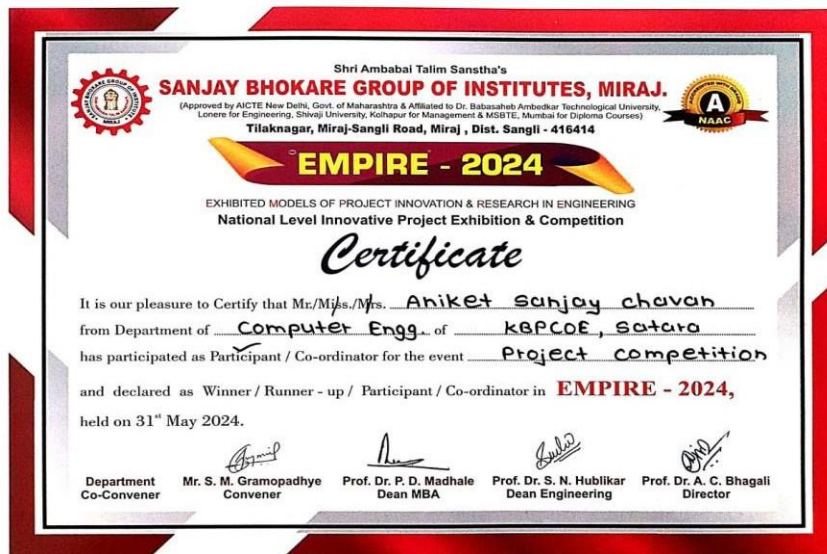 Shri Ambabai Talim Sanstha's
SANJAY BHOKARE GROUP OF INSTITUTES, MIRAJ.
(Approved by AICTE New Delhi, Govt. of Maharashtra & Affiliated to Dr. Babasaheb Ambedkar Technological University,
Lonere for Engineering, Shivaji University, Kolhapur for Management & MSBTE, Mumbai for Diploma Courses)
Tilaknagar, Miraj-Sangli Road, Miraj, Dist. Sangli - 416414
A
NAAC
EMPIRE - 2024
EXHIBITED MODELS OF PROJECT INNOVATION & RESEARCH IN ENGINEERING
National Level Innovative Project Exhibition & Competition
Certificate
It is our pleasure to Certify that Mr./Miss./Mrs. Aniket Sanjay Chavan
from Department of Computer Engg. of KBPCOE, Satara
has participated as Participant / Co-ordinator for the event Project competition
and declared as Winner / Runner - up / Participant / Co-ordinator in EMPIRE - 2024,
held on 31st May 2024.
Department Mr. S. M. Gramopadhye Prof. Dr. P. D. Madhale Prof. Dr. S. N. Hublikar Prof. Dr. A. C. Bhagali
Co-Convener Convener Dean MBA Dean Engineering Director